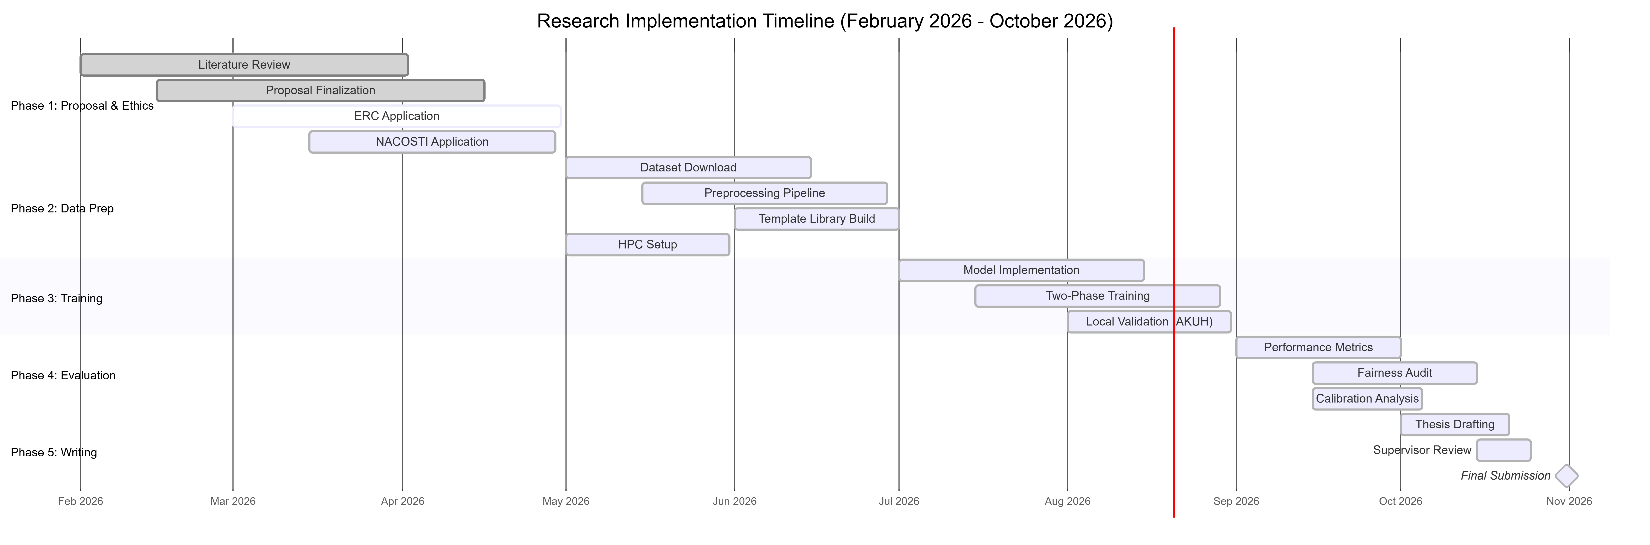 Research Implementation Timeline (February 2026 - October 2026)
Literature Review
Proposal Finalization
Phase 1: Proposal & Ethics
ERC Application
NACOSTI Application
Dataset Download
Preprocessing Pipeline
Phase 2: Data Prep
Template Library Build
HPC Setup
Model Implementation
Phase 3: Training
Two-Phase Training
Local Validation (AKUH)
Performance Metrics
Phase 4: Evaluation
Fairness Audit
Calibration Analysis
Thesis Drafting
Phase 5: Writing
Supervisor Review
Final Submission
Feb 2026 Mar 2026 Apr 2026 May 2026 Jun 2026 Jul 2026 Aug 2026 Sep 2026 Oct 2026 Nov 2026